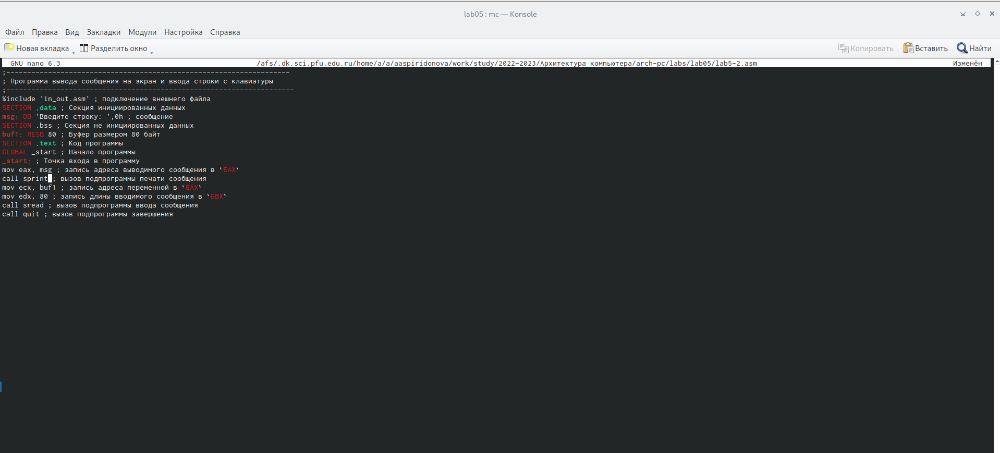 lab05 : mc — Konsole
Файл Правка Вид Закладки Модули Настройка Справка
Новая вкладка Разделить окно Копировать Вставить Найти
GNU nano 6.3 /afs/.dk.sci.pfu.edu.ru/home/a/a/aaspiridonova/work/study/2022-2023/Архитектура компьютера/arch-pc/labs/lab05/lab5-2.asm Изменён
;--------------------------------------------------------------------
; Программа вывода сообщения на экран и ввода строки с клавиатуры
;---------------------------------------------------------------------
%include 'in_out.asm' ; подключение внешнего файла
SECTION .data ; Секция инициированных данных
msg: DB 'Введите строку: ',0h ; сообщение
SECTION .bss ; Секция не инициированных данных
buf1: RESB 80 ; Буфер размером 80 байт
SECTION .text ; Код программы
GLOBAL _start ; Начало программы
_start: ; Точка входа в программу
mov eax, msg ; запись адреса выводимого сообщения в `EAX`
call sprint ; вызов подпрограммы печати сообщения
mov ecx, buf1 ; запись адреса переменной в `EAX`
mov edx, 80 ; запись длины вводимого сообщения в `EBX`
call sread ; вызов подпрограммы ввода сообщения
call quit ; вызов подпрограммы завершения